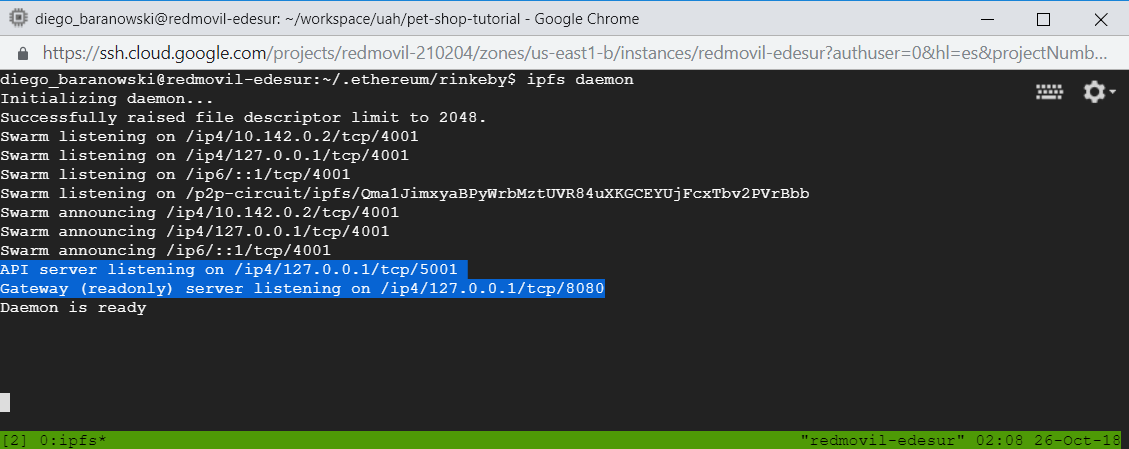 diego_baranowski@redmovil-edesur: ~/workspace/uah/pet-shop-tutorial - Google Chrome
https://ssh.cloud.google.com/projects/redmovil-210204/zones/us-east1-b/instances/redmovil-edesur?authuser=0&hl=es&projectNumb...
diego_baranowski@redmovil-edesur:~/.ethereum/rinkeby$ ipfs daemon
Initializing daemon...
Successfully raised file descriptor limit to 2048.
Swarm listening on /ip4/10.142.0.2/tcp/4001
Swarm listening on /ip4/127.0.0.1/tcp/4001
Swarm listening on /ip6/::1/tcp/4001
Swarm listening on /p2p-circuit/ipfs/Qma1JimxyaBPyWrbMztUVR84uXKGCEYUjFcxTbv2PVrBbb
Swarm announcing /ip4/10.142.0.2/tcp/4001
Swarm announcing /ip4/127.0.0.1/tcp/4001
Swarm announcing /ip6/::1/tcp/4001
API server listening on /ip4/127.0.0.1/tcp/5001
Gateway (readonly) server listening on /ip4/127.0.0.1/tcp/8080
Daemon is ready
[2] 0:ipfs* "redmovil-edesur" 02:08 26-Oct-18